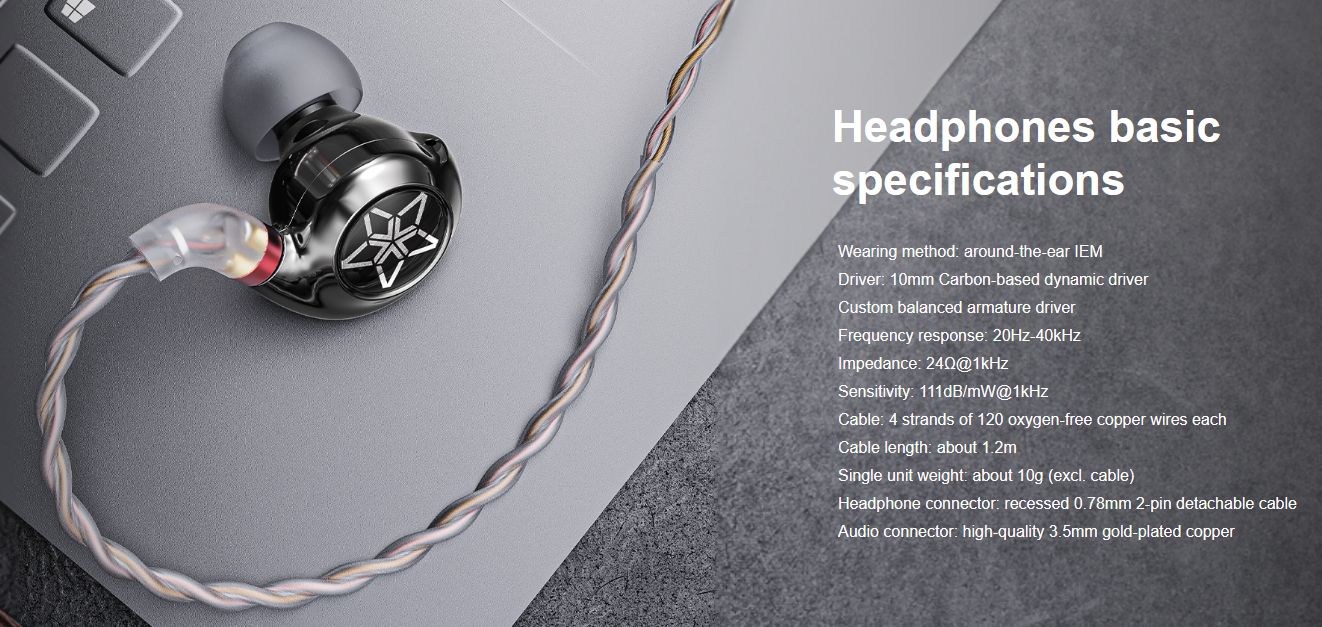 Headphones basic
specifications
Wearing method: around-the-ear IEM
Driver: 10mm Carbon-based dynamic driver
Custom balanced armature driver
Frequency response: 20Hz-40kHz
Impedance: 24Ω@1kHz
Sensitivity: 111dB/mW@1kHz
Cable: 4 strands of 120 oxygen-free copper wires each
Cable length: about 1.2m
Single unit weight: about 10g (excl. cable)
Headphone connector: recessed 0.78mm 2-pin detachable cable
Audio connector: high-quality 3.5mm gold-plated copper